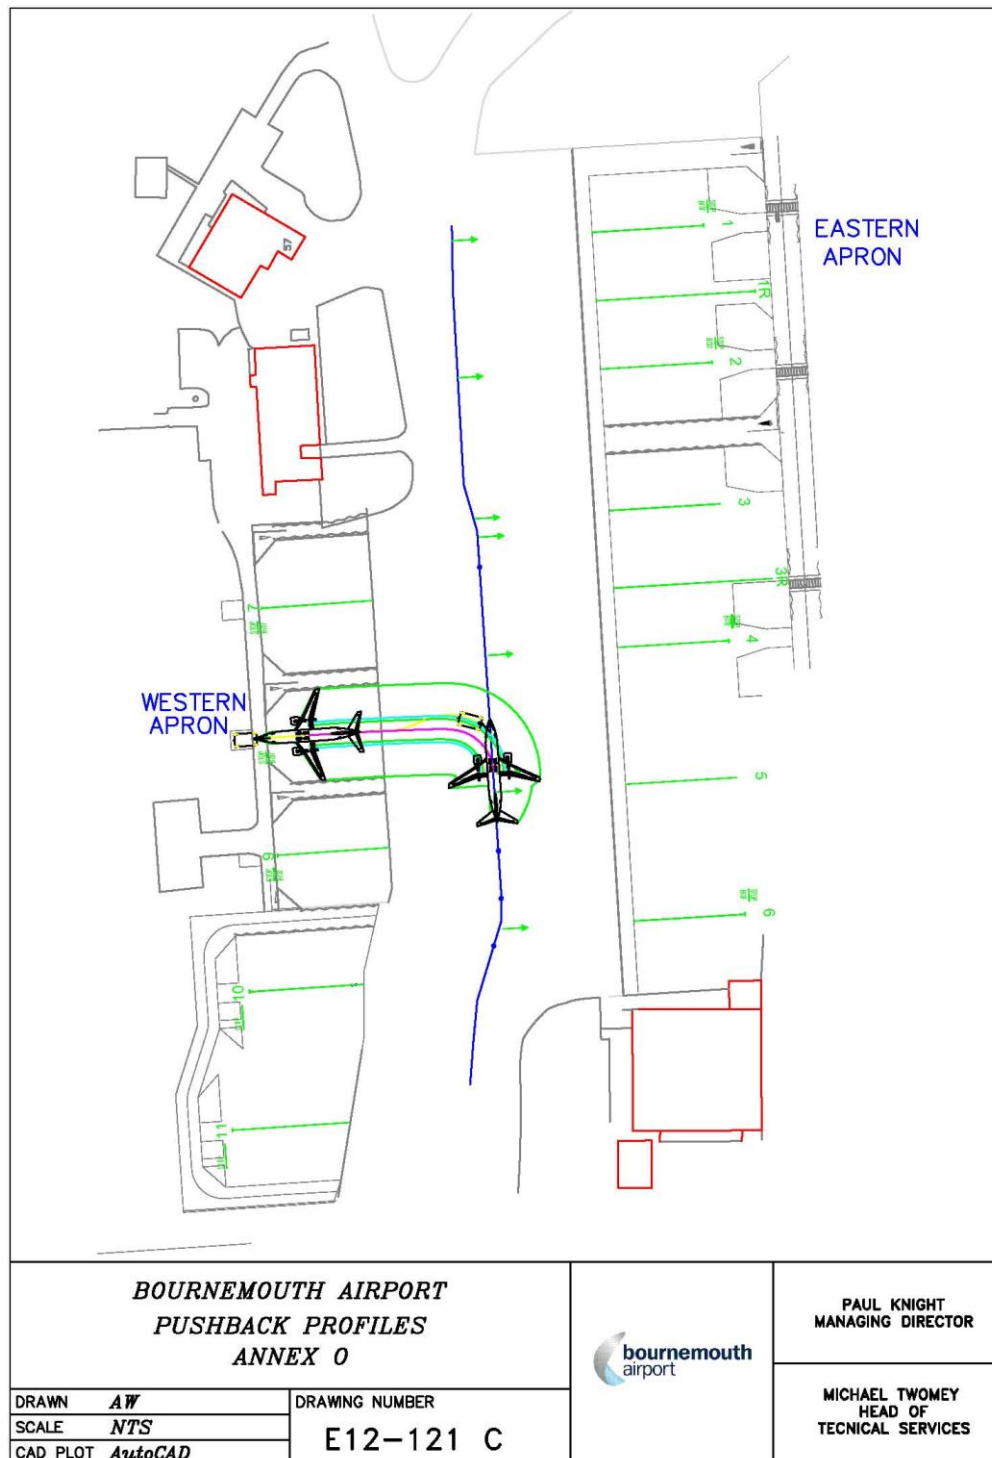 57
EASTERN
APRON
1
1R
2
3
3R
4
5
6
7
WESTERN
APRON
9
10
11
BOURNEMOUTH AIRPORT
PUSHBACK PROFILES
ANNEX O
DRAWN AW
SCALE NTS
CAD PLOT AutoCAD
DRAWING NUMBER
E12-121 C
bournemouth
airport
PAUL KNIGHT
MANAGING DIRECTOR
MICHAEL TWOMEY
HEAD OF
TECNICAL SERVICES